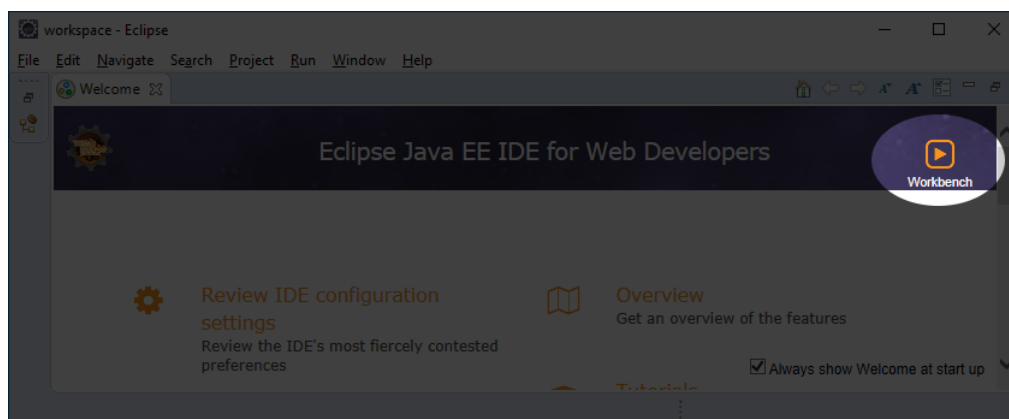 workspace - Eclipse
File Edit Navigate Search Project Run Window Help
Welcome
Eclipse Java EE IDE for Web Developers
Workbench
Review IDE configuration
settings
Review the IDE's most fiercely contested
preferences
Overview
Get an overview of the features
Always show Welcome at start up
Tutorials